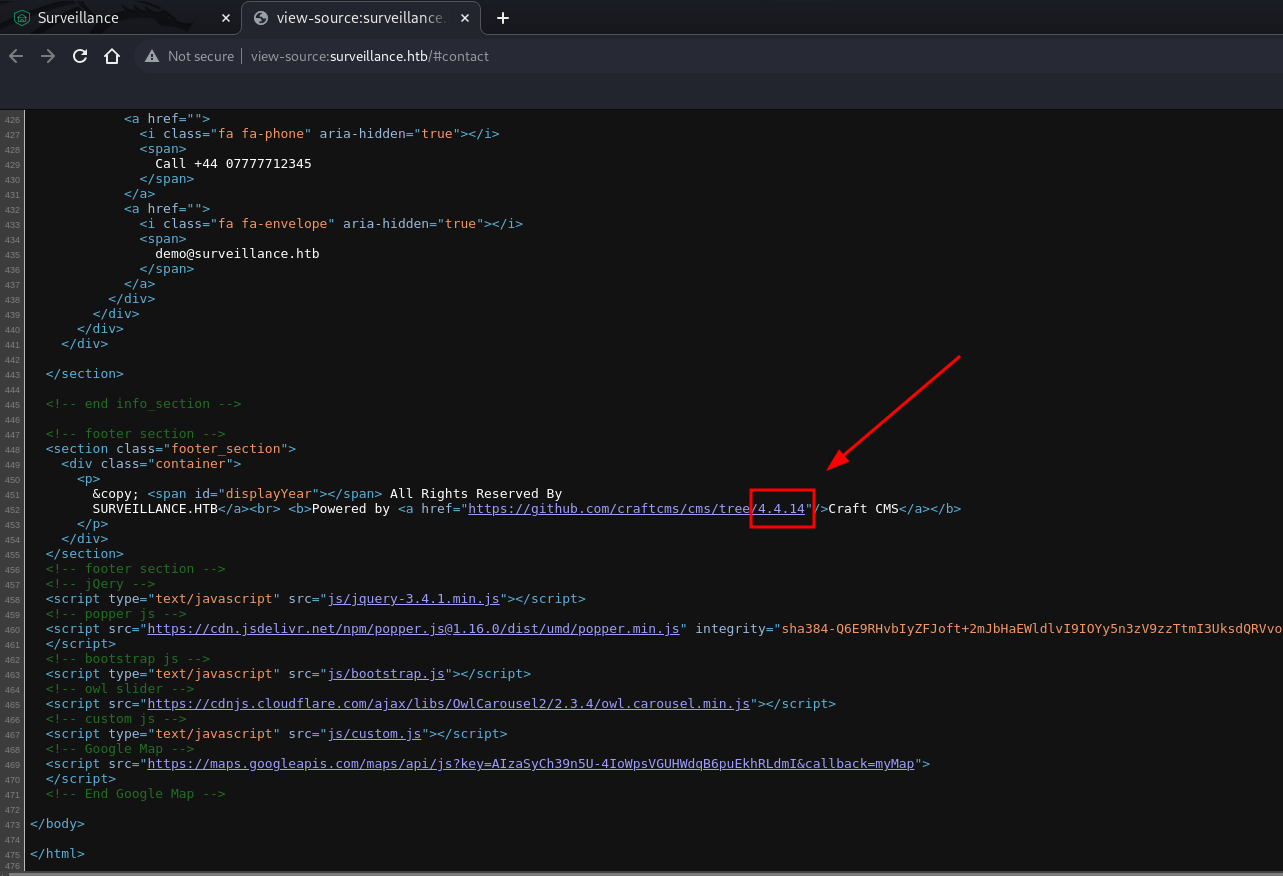 Surveillance
view-source:surveillance.
Not secure | view-source:surveillance.htb/#contact
426 <a href="">
427 <i class="fa fa-phone" aria-hidden="true"></i>
428 <span>
429 Call +44 07777712345
430 </span>
431 </a>
432 <a href="">
433 <i class="fa fa-envelope" aria-hidden="true"></i>
434 <span>
435 demo@surveillance.htb
436 </span>
437 </a>
438 </div>
439 </div>
440 </div>
441 </div>
442
443 </section>
444
445 <!-- end info_section -->
446
447 <!-- footer section -->
448 <section class="footer_section">
449 <div class="container">
450 <p>
451 &copy; <span id="displayYear"></span> All Rights Reserved By
452 SURVEILLANCE.HTB</a><br> <b>Powered by <a href="https://github.com/craftcms/cms/tree/4.4.14"/>Craft CMS</a></b>
453 </p>
454 </div>
455 </section>
456 <!-- footer section -->
457 <!-- jQery -->
458 <script type="text/javascript" src="js/jquery-3.4.1.min.js"></script>
459 <!-- popper js -->
460 <script src="https://cdn.jsdelivr.net/npm/popper.js@1.16.0/dist/umd/popper.min.js" integrity="sha384-Q6E9RHvbIyZFJoft+2mJbHaEWldlvI9IOYy5n3zV9zzTtmI3UksdQRVvo
461 </script>
462 <!-- bootstrap js -->
463 <script type="text/javascript" src="js/bootstrap.js"></script>
464 <!-- owl slider -->
465 <script src="https://cdnjs.cloudflare.com/ajax/libs/OwlCarousel2/2.3.4/owl.carousel.min.js"></script>
466 <!-- custom js -->
467 <script type="text/javascript" src="js/custom.js"></script>
468 <!-- Google Map -->
469 <script src="https://maps.googleapis.com/maps/api/js?key=AIzaSyCh39n5U-4IoWpsVGUHWdqB6puEkhRLdmI&callback=myMap">
470 </script>
471 <!-- End Google Map -->
472
473 </body>
474
475 </html>
476